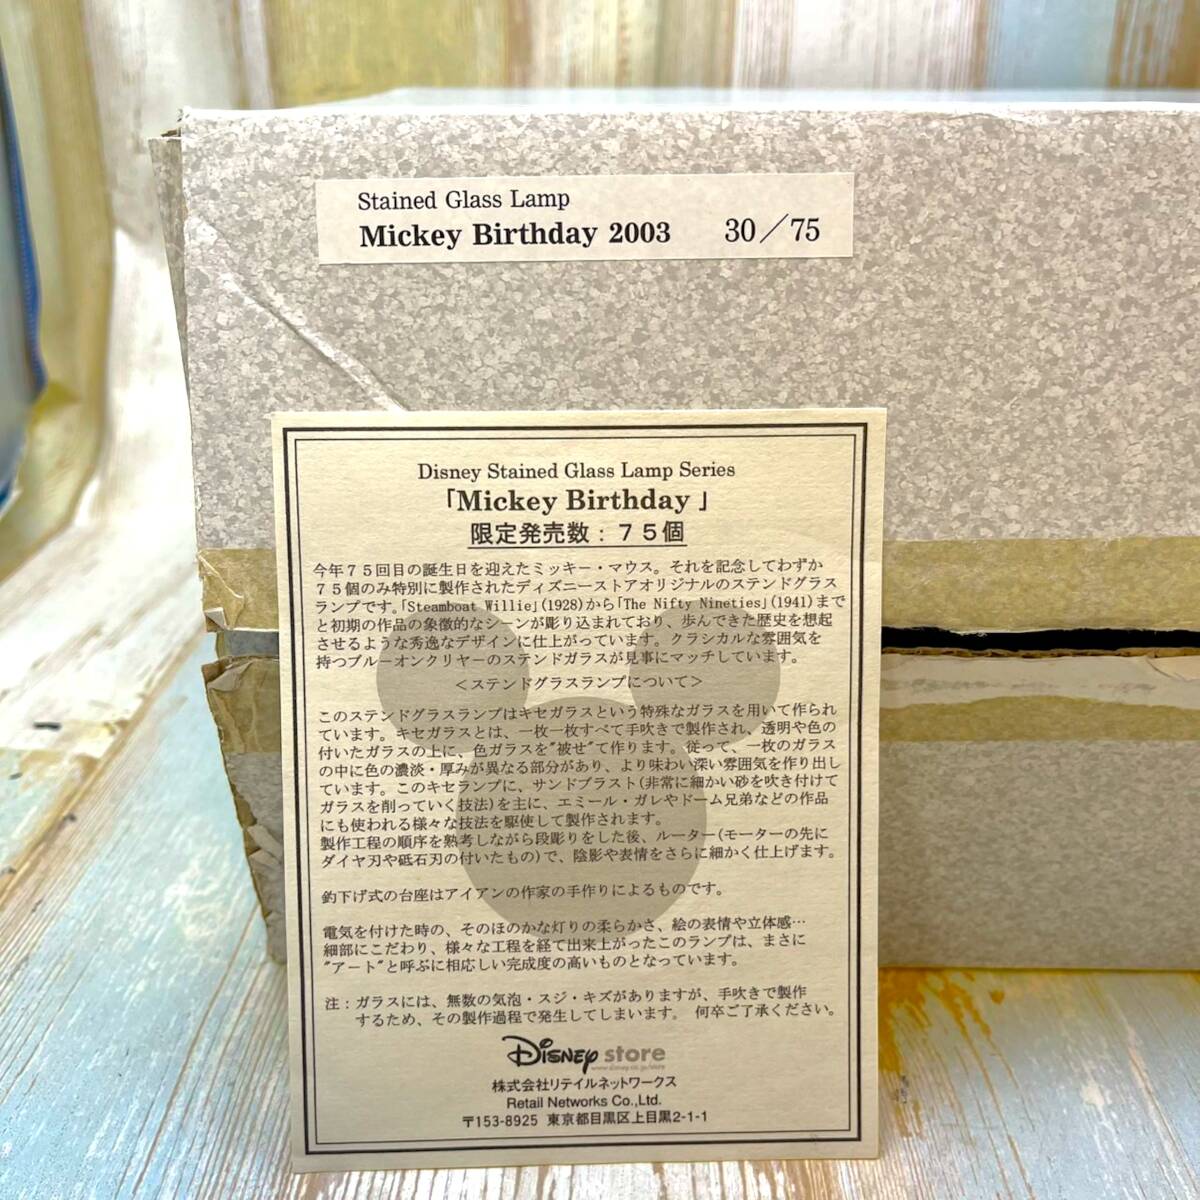 Stained Glass Lamp
Mickey Birthday 2003 30／75
Disney Stained Glass Lamp Series
「Mickey Birthday」
限定発売数：７５個
今年７５回目の誕生日を迎えたミッキー・マウス。それを記念してわずか
７５個のみ特別に製作されたディズニーストアオリジナルのステンドグラス
ランプです。「Steamboat Willie」(1928)から「The Nifty Nineties」(1941)まで
と初期の作品の象徴的なシーンが彫り込まれており、歩んできた歴史を想起
させるような秀逸なデザインに仕上がっています。クラシカルな雰囲気を
持つブルーオンクリヤーのステンドガラスが見事にマッチしています。
＜ステンドグラスランプについて＞
このステンドグラスランプはキセガラスという特殊なガラスを用いて作られ
ています。キセガラスとは、一枚一枚すべて手吹きで製作され、透明や色の
付いたガラスの上に、色ガラスを"被せ"て作ります。従って、一枚のガラス
の中に色の濃淡・厚みが異なる部分があり、より味わい深い雰囲気を作り出し
ています。このキセランプに、サンドブラスト(非常に細かい砂を吹き付けて
ガラスを削っていく技法)を主に、エミール・ガレやドーム兄弟などの作品
にも使われる様々な技法を駆使して製作されます。
製作工程の順序を熟考しながら段彫りをした後、ルーター(モーターの先に
ダイヤ刃や砥石刃の付いたもの)で、陰影や表情をさらに細かく仕上げます。
釣下げ式の台座はアイアンの作家の手作りによるものです。
電気を付けた時の、そのほのかな灯りの柔らかさ、絵の表情や立体感…
細部にこだわり、様々な工程を経て出来上がったこのランプは、まさに
"アート"と呼ぶに相応しい完成度の高いものとなっています。
注：ガラスには、無数の気泡・スジ・キズがありますが、手吹きで製作
するため、その製作過程で発生してしまいます。 何卒ご了承ください。
Disney store
www.disney.co.jp/store
株式会社リテイルネットワークス
Retail Networks Co.,Ltd.
〒153-8925 東京都目黒区上目黒2-1-1